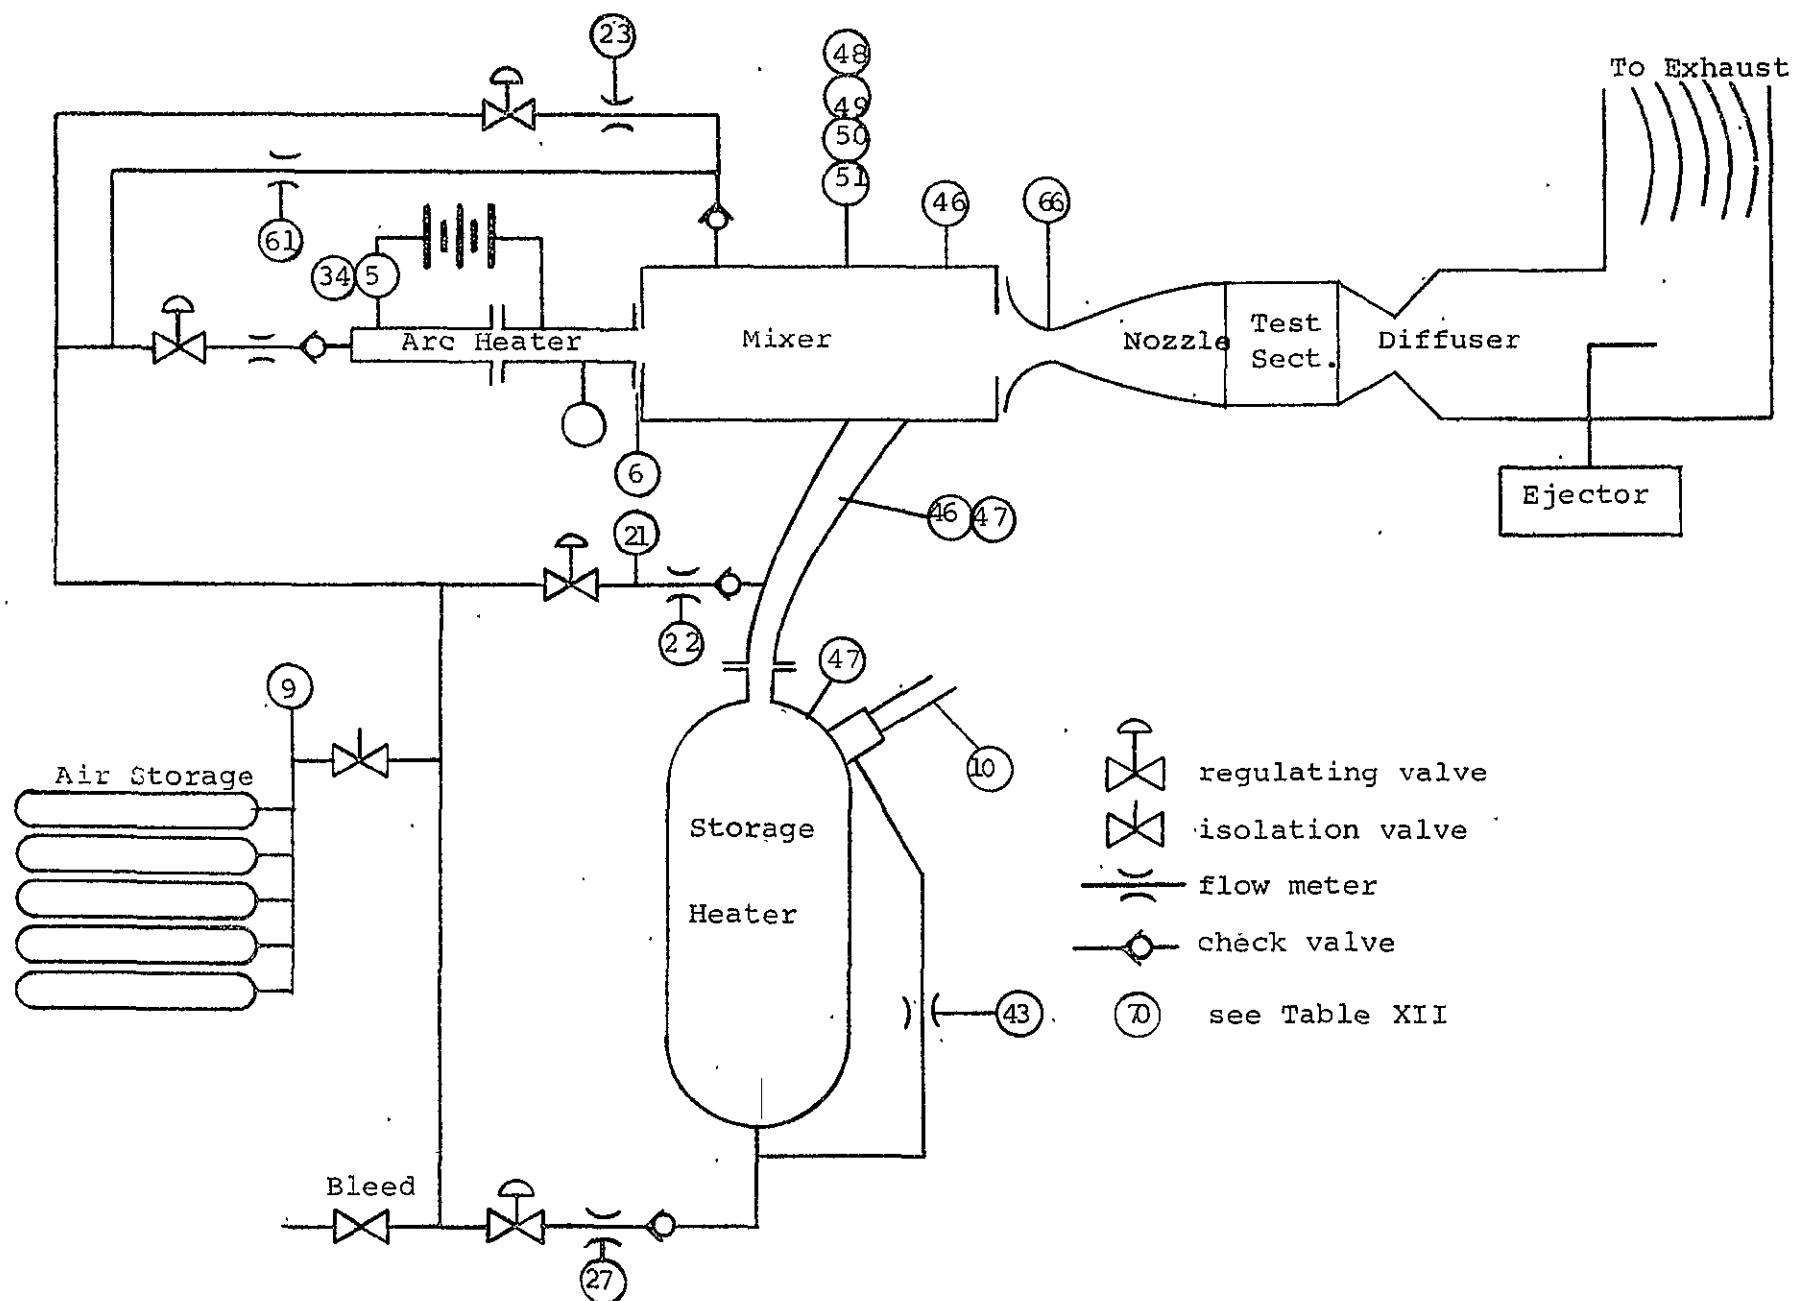 23
48
49
50
51
To Exhaust
46
66
61
34
5
Arc Heater
Mixer
Nozzle
Test
Sect.
Diffuser
6
Ejector
46
47
21
22
47
9
10
Air Storage
Storage
Heater
regulating valve
isolation valve
flow meter
check valve
70 see Table XII
43
Bleed
27